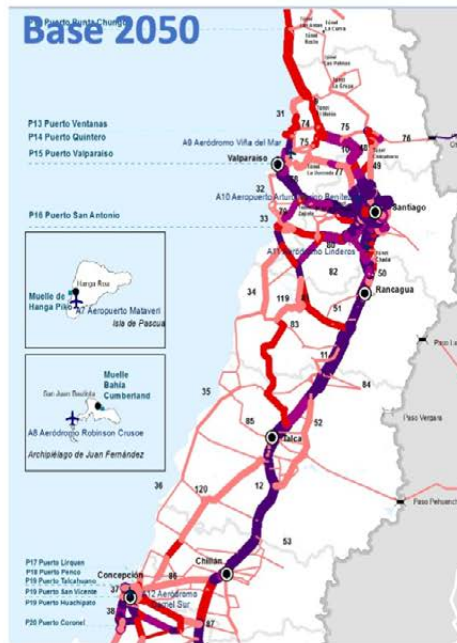 Base 2050
P13 Puerto Ventanas
P14 Puerto Quintero
P15 Puerto Valparaíso
31
74
75
75
76
77
49
A9 Aeródromo Viña del Mar
Valparaíso
32
33
P16 Puerto San Antonio
Santiago
A11 Aeródromo Linderos
80
82
50
Rancagua
34
119
51
83
11
84
35
85
52
Talca
12
36
120
53
Hanga Roa
Muelle de
Hanga Piko
A7 Aeropuerto Mataveri
Isla de Pascua
Muelle
Bahía
Cumberland
San Juan Bautista
A8 Aeródromo Robinson Crusoe
Archipiélago de Juan Fernández
Paso Vergara
Paso Pehuenche
P17 Puerto Lirquen
P18 Puerto Penco
P19 Puerto Talcahuano
P19 Puerto San Vicente
P19 Puerto Huachipato
P20 Puerto Coronel
Concepción
Chillán
86
37
38
87